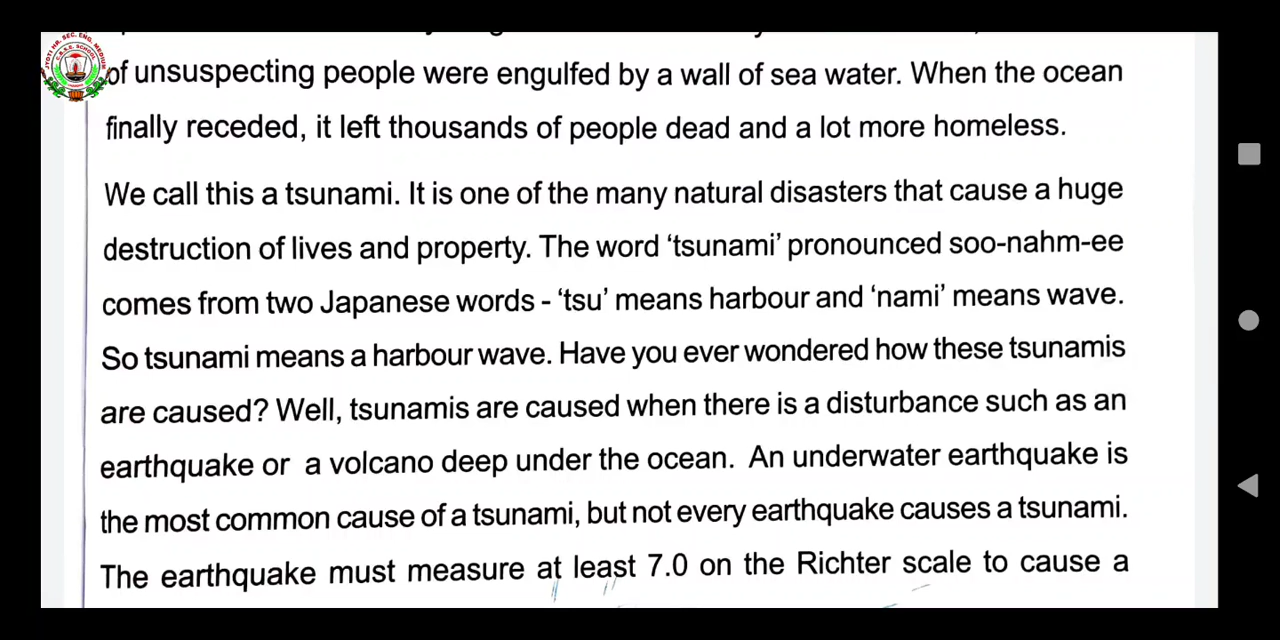 JYOTI HR. SEC. ENG. MEDIUM
C.B.S.E. SCHOOL
of unsuspecting people were engulfed by a wall of sea water. When the ocean
finally receded, it left thousands of people dead and a lot more homeless.
We call this a tsunami. It is one of the many natural disasters that cause a huge
destruction of lives and property. The word ‘tsunami’ pronounced soo-nahm-ee
comes from two Japanese words - ‘tsu’ means harbour and ‘nami’ means wave.
So tsunami means a harbour wave. Have you ever wondered how these tsunamis
are caused? Well, tsunamis are caused when there is a disturbance such as an
earthquake or a volcano deep under the ocean. An underwater earthquake is
the most common cause of a tsunami, but not every earthquake causes a tsunami.
The earthquake must measure at least 7.0 on the Richter scale to cause a